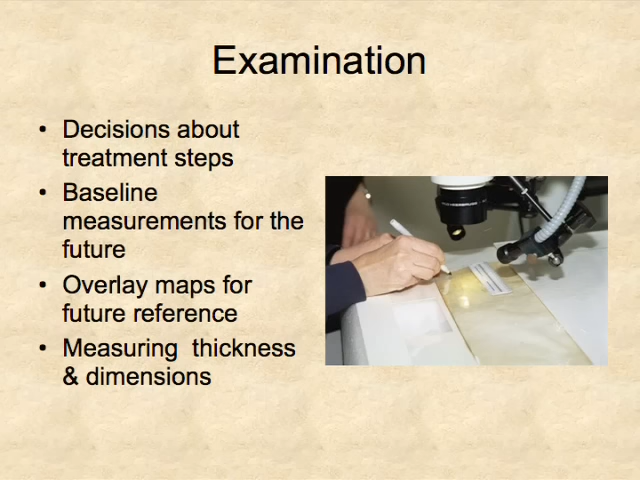 Examination
• Decisions about
treatment steps
• Baseline
measurements for the
future
• Overlay maps for
future reference
• Measuring  thickness
& dimensions